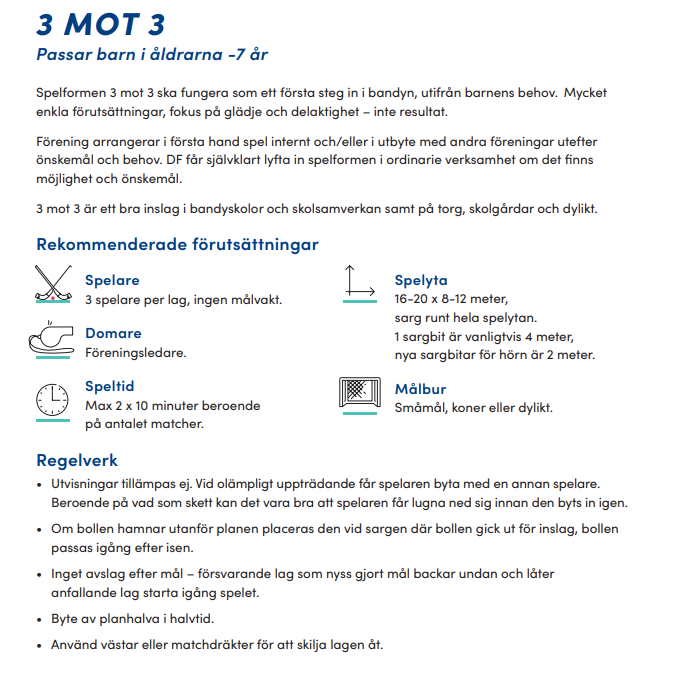 3 MOT 3
Passar barn i åldrarna -7 år
Spelformen 3 mot 3 ska fungera som ett första steg in i bandyn, utifrån barnens behov. Mycket
enkla förutsättningar, fokus på glädje och delaktighet – inte resultat.
Förening arrangerar i första hand spel internt och/eller i utbyte med andra föreningar utefter
önskemål och behov. DF får självklart lyfta in spelformen i ordinarie verksamhet om det finns
möjlighet och önskemål.
3 mot 3 är ett bra inslag i bandyskolor och skolsamverkan samt på torg, skolgårdar och dylikt.
Rekommenderade förutsättningar
Spelare
3 spelare per lag, ingen målvakt.
Domare
Föreningsledare.
Speltid
Max 2 x 10 minuter beroende
på antalet matcher.
Spelyta
16-20 x 8-12 meter,
sarg runt hela spelytan.
1 sargbit är vanligtvis 4 meter,
nya sargbitar för hörn är 2 meter.
Målbur
Småmål, koner eller dylikt.
Regelverk
• Utvisningar tillämpas ej. Vid olämpligt uppträdande får spelaren byta med en annan spelare.
Beroende på vad som skett kan det vara bra att spelaren får lugna ned sig innan den byts in igen.
• Om bollen hamnar utanför planen placeras den vid sargen där bollen gick ut för inslag, bollen
passas igång efter isen.
• Inget avslag efter mål – försvarande lag som nyss gjort mål backar undan och låter
anfallande lag starta igång spelet.
• Byte av planhalva i halvtid.
• Använd västar eller matchdräkter för att skilja lagen åt.